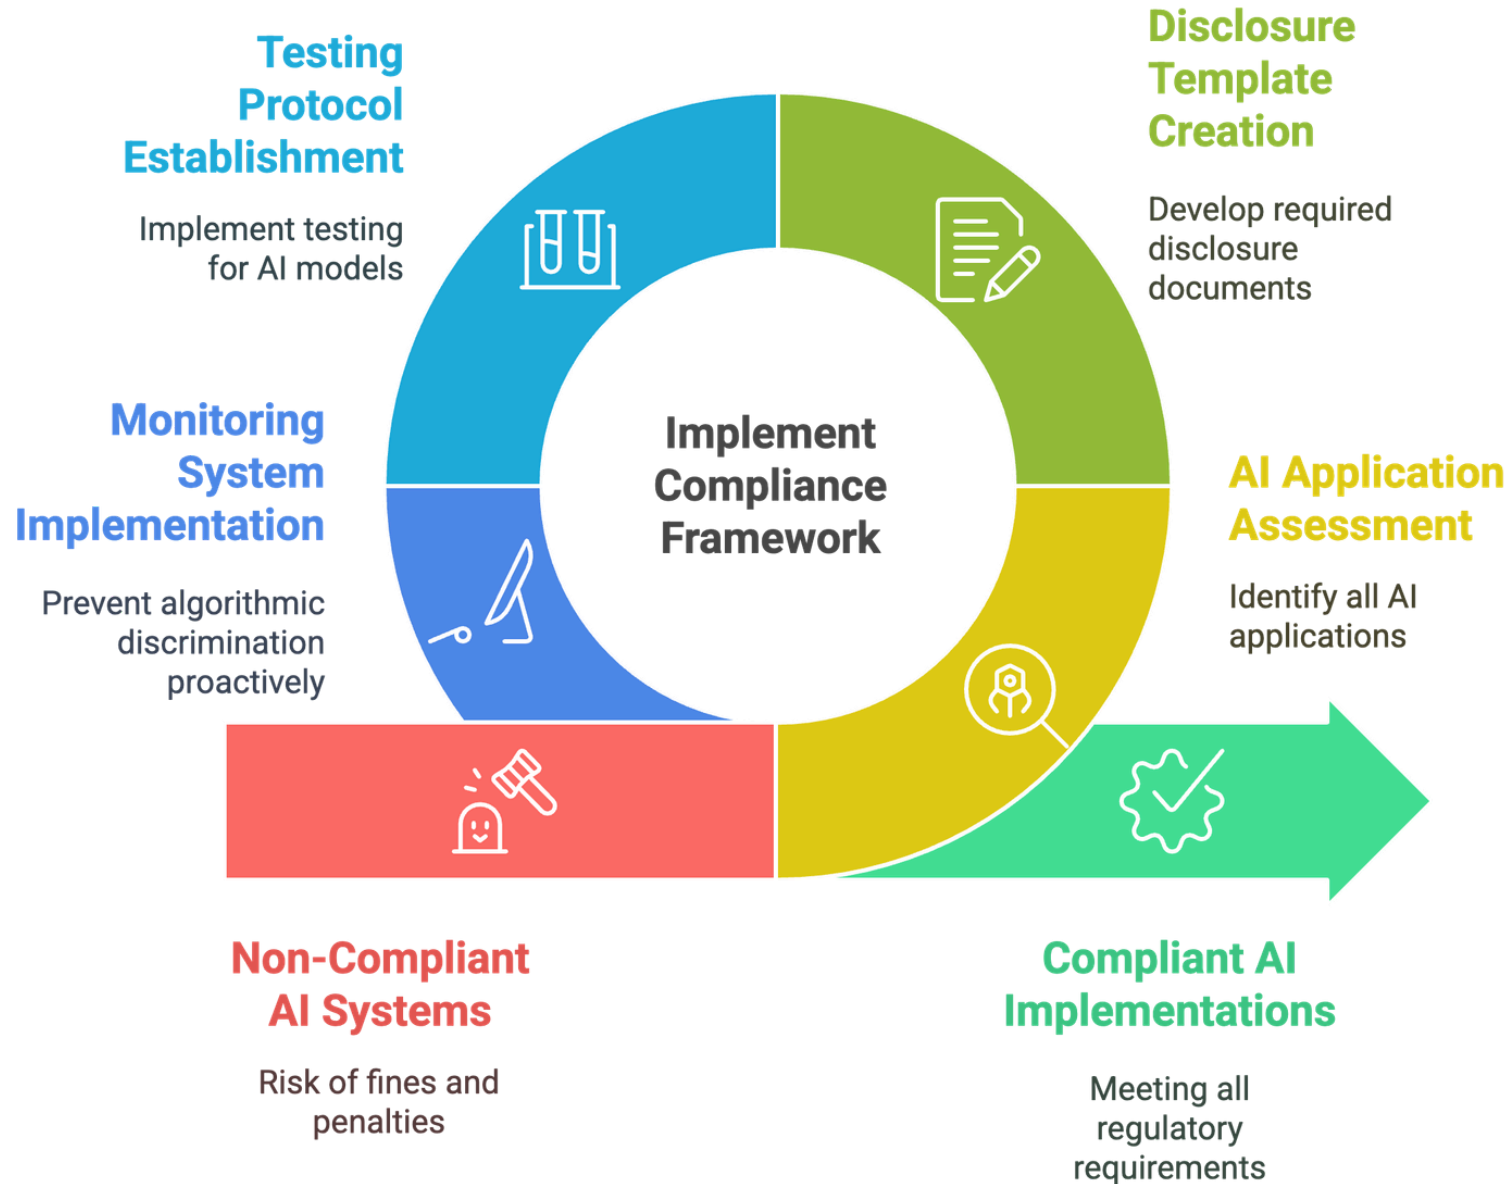 Testing
Protocol
Establishment
Implement testing
for AI models
Disclosure
Template
Creation
Develop required
disclosure
documents
Monitoring
System
Implementation
Prevent algorithmic
discrimination
proactively
Implement
Compliance
Framework
AI Application
Assessment
Identify all AI
applications
Non-Compliant
AI Systems
Risk of fines and
penalties
Compliant AI
Implementations
Meeting all
regulatory
requirements